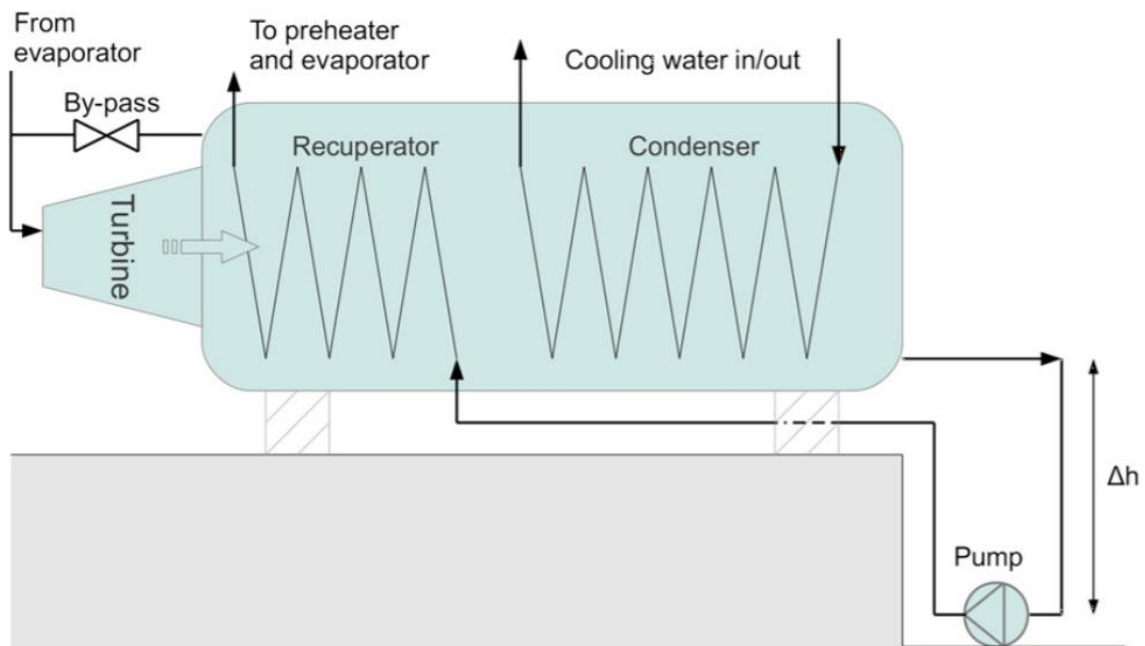 From
evaporator
To preheater
and evaporator
Cooling water in/out
By-pass
Recuperator
Condenser
Turbine
Δh
Pump